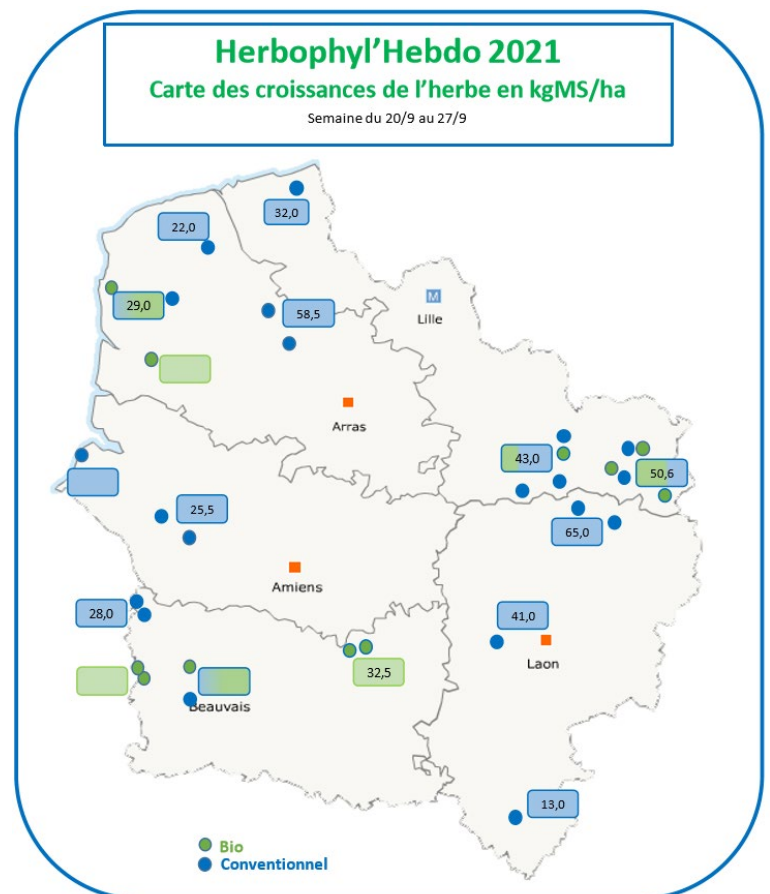 Herbophyl'Hebdo 2021
Carte des croissances de l'herbe en kgMS/ha
Semaine du 20/9 au 27/9
32,0
22,0
M
29,0
58,5
Lille
Arras
43,0
50,6
25,5
65,0
Amiens
28,0
41,0
Laon
32,5
Beauvais
13,0
Bio
Conventionnel